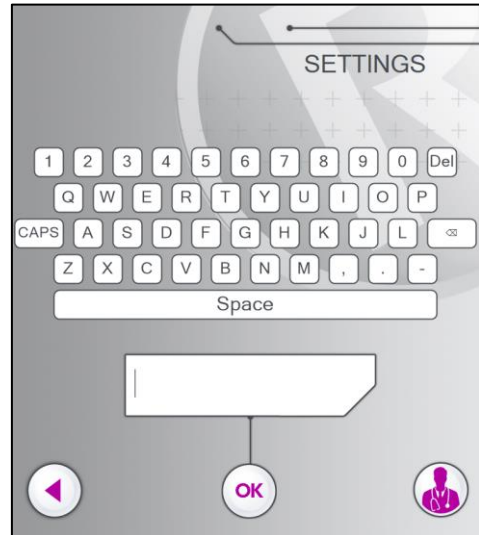 SETTINGS
1 2 3 4 5 6 7 8 9 0 Del
Q W E R T Y U I O P
CAPS A S D F G H K J L ⌫
Z X C V B N M , . -
Space
OK